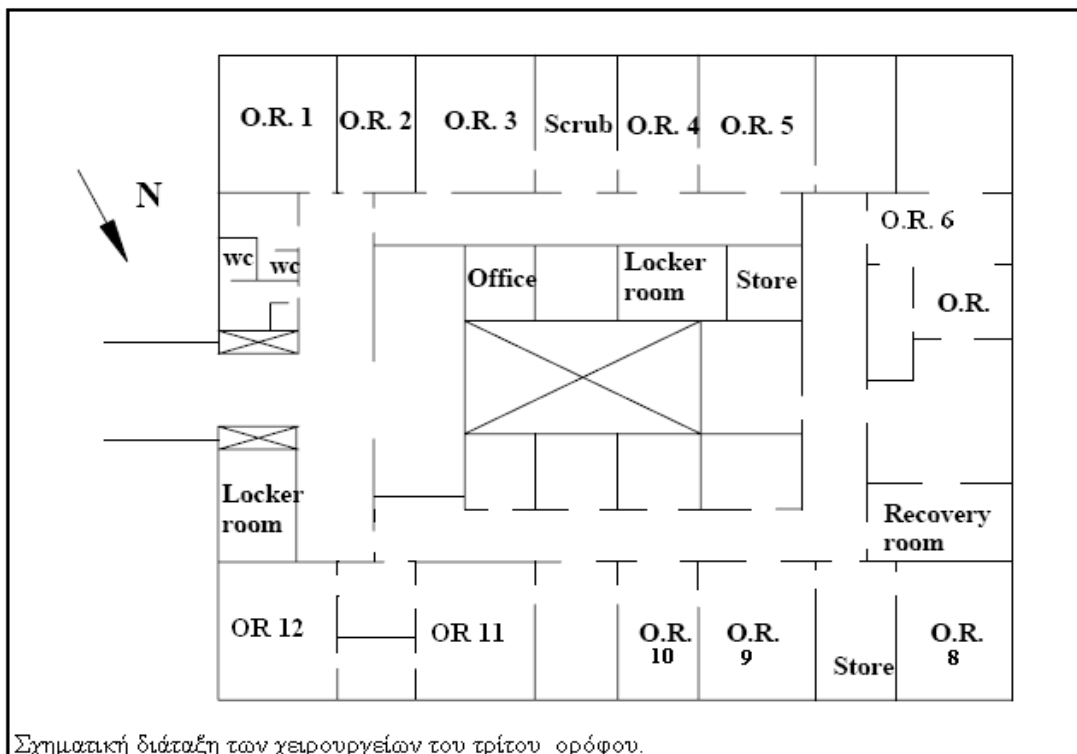 O.R. 1
O.R. 2
O.R. 3
Scrub
O.R. 4
O.R. 5
N
O.R. 6
wc
wc
Office
Locker
room
Store
O.R.
Locker
room
Recovery
room
OR 12
OR 11
O.R.
10
O.R.
9
Store
O.R.
8
Σχηματική διάταξη των χειρουργείων του τρίτου ορόφου.